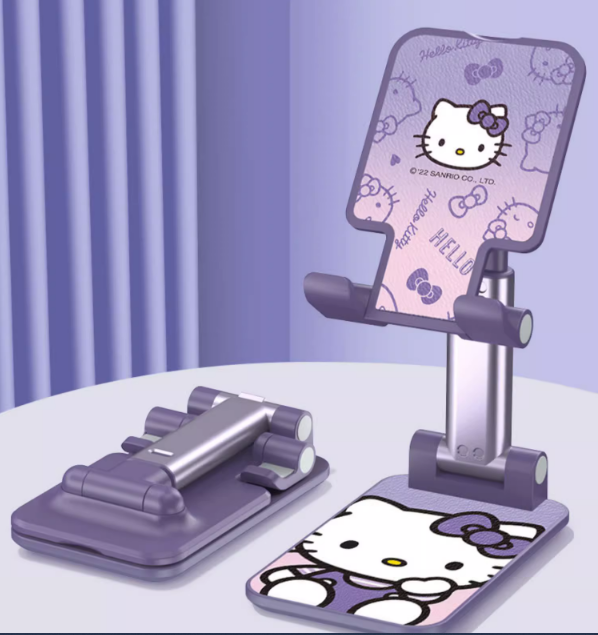 Hello Kitty
© '22 SANRIO CO., LTD.
Hello Kitty
HELLO